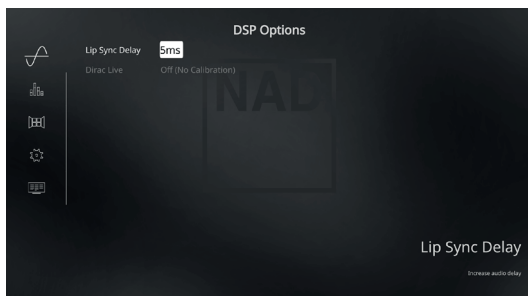 DSP Options
Lip Sync Delay 5ms
Dirac Live Off (No Calibration)
NAD
Lip Sync Delay
Increase audio delay